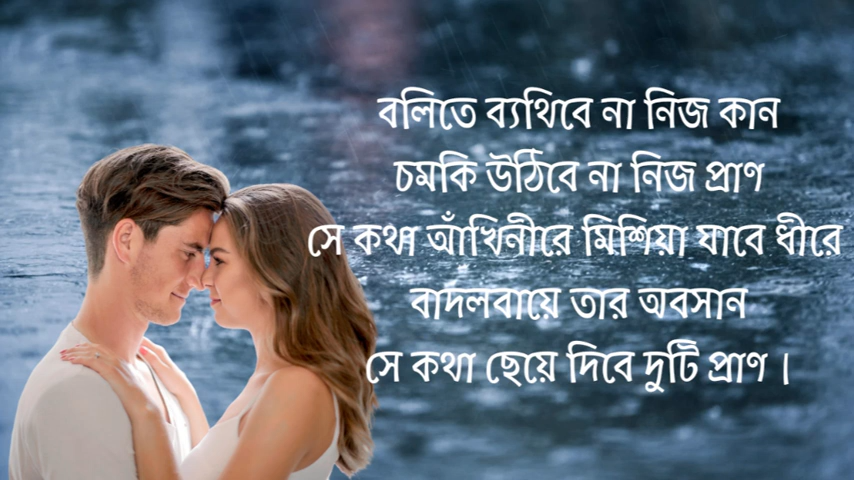 বলিতে ব্যথিবে না নিজ কান
চমকি উঠিবে না নিজ প্রাণ
সে কথা আঁখিনীরে মিশিয়া যাবে ধীরে
বাদলবায়ে তার অবসান
সে কথা ছেয়ে দিবে দুটি প্রাণ ।